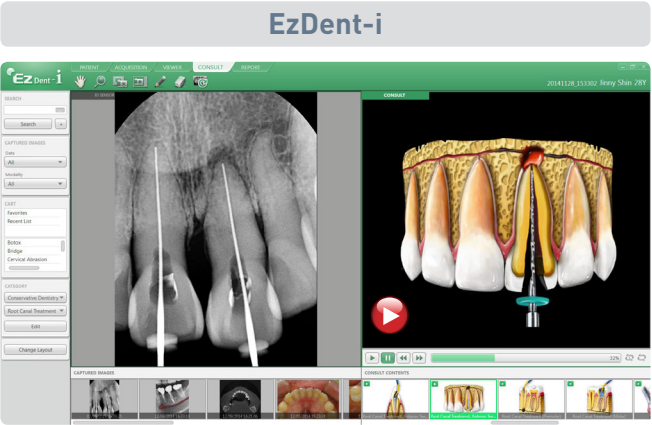 EzDent-i
Ez Dent-i
PATIENT
ACQUISITION
VIEWER
CONSULT
REPORT
20141128_153302 Jinny Shin 28Y
SEARCH
Search
CONSULT
CAPTURED IMAGES
Date
All
Modality
All
CART
Favorites
Recent List
Botox
Bridge
Cervical Abrasion
CATEGORY
Conservative Dentistry
Root Canal Treatment
Edit
Change Layout
32%
CAPTURED IMAGES
CONSULT CONTENTS